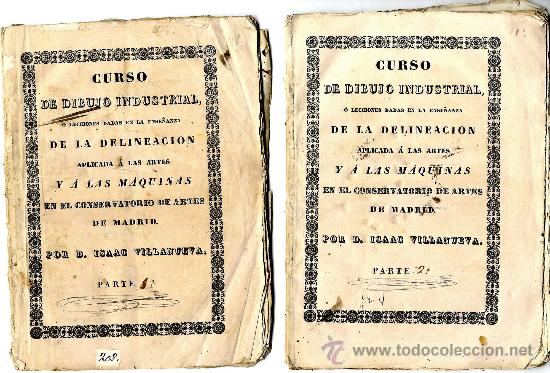 CURSO
DE DIBUJO INDUSTRIAL,
Ó LECCIONES DADAS EN LA ENSEÑANZA
DE LA DELINEACION
APLICADA Á LAS ARTES
Y Á LAS MÁQUINAS
EN EL CONSERVATORIO DE ARTES
DE MADRID.
POR D. ISAAC VILLANUEVA.
PARTE 1
208.
CURSO
DE DIBUJO INDUSTRIAL,
Ó LECCIONES DADAS EN LA ENSEÑANZA
DE LA DELINEACION
APLICADA Á LAS ARTES
Y Á LAS MÁQUINAS
EN EL CONSERVATORIO DE ARTES
DE MADRID.
POR D. ISAAC VILLANUEVA.
PARTE 2
www.todocoleccion.net